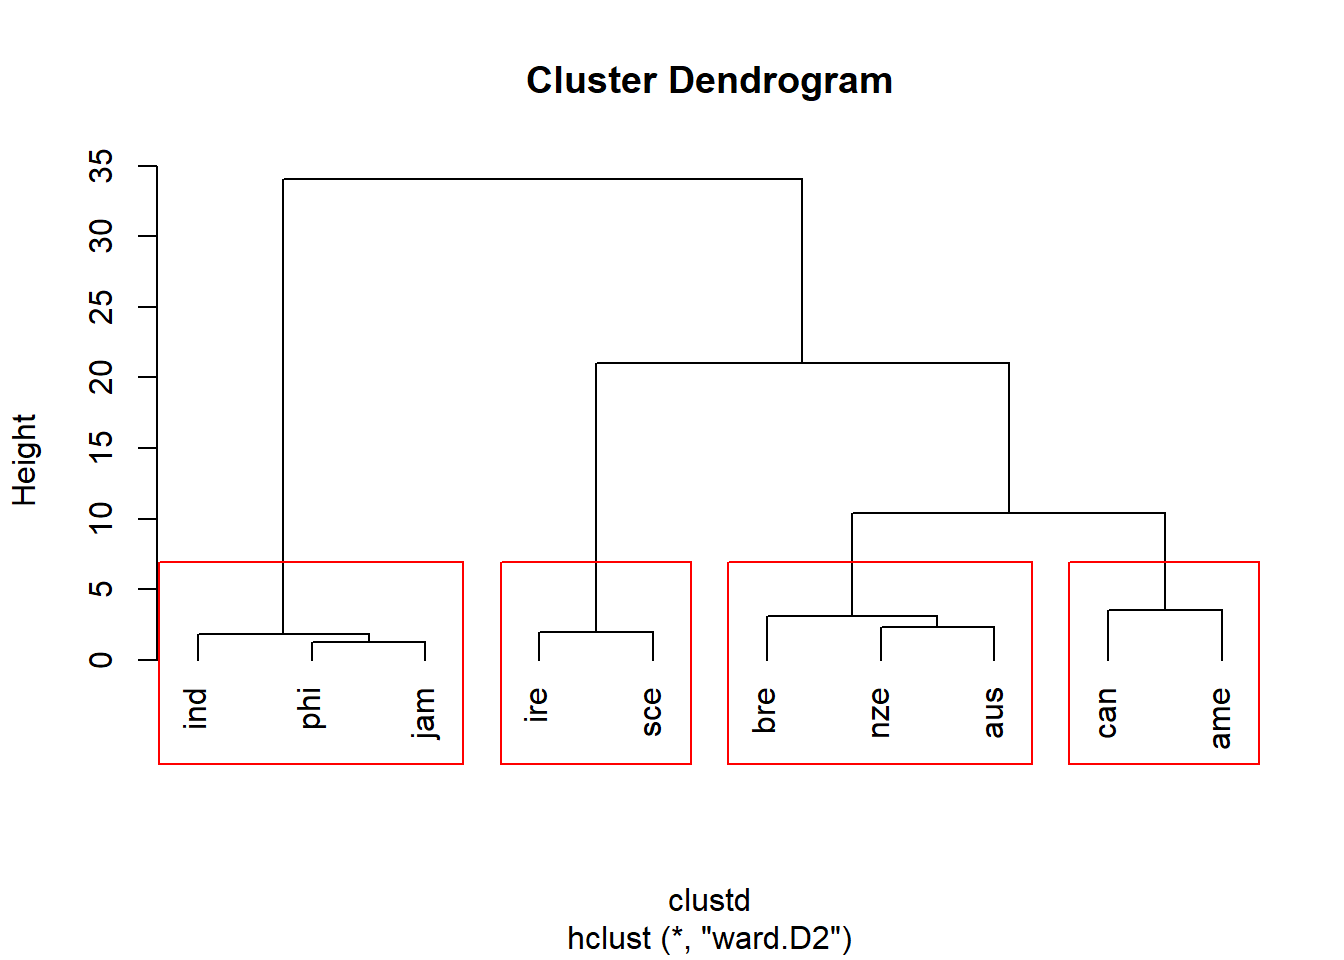 Cluster Dendrogram
35
30
25
20
15
10
5
0
Height
ind
phi
jam
ire
sce
bre
nze
aus
can
ame
clustd
hclust (*, "ward.D2")